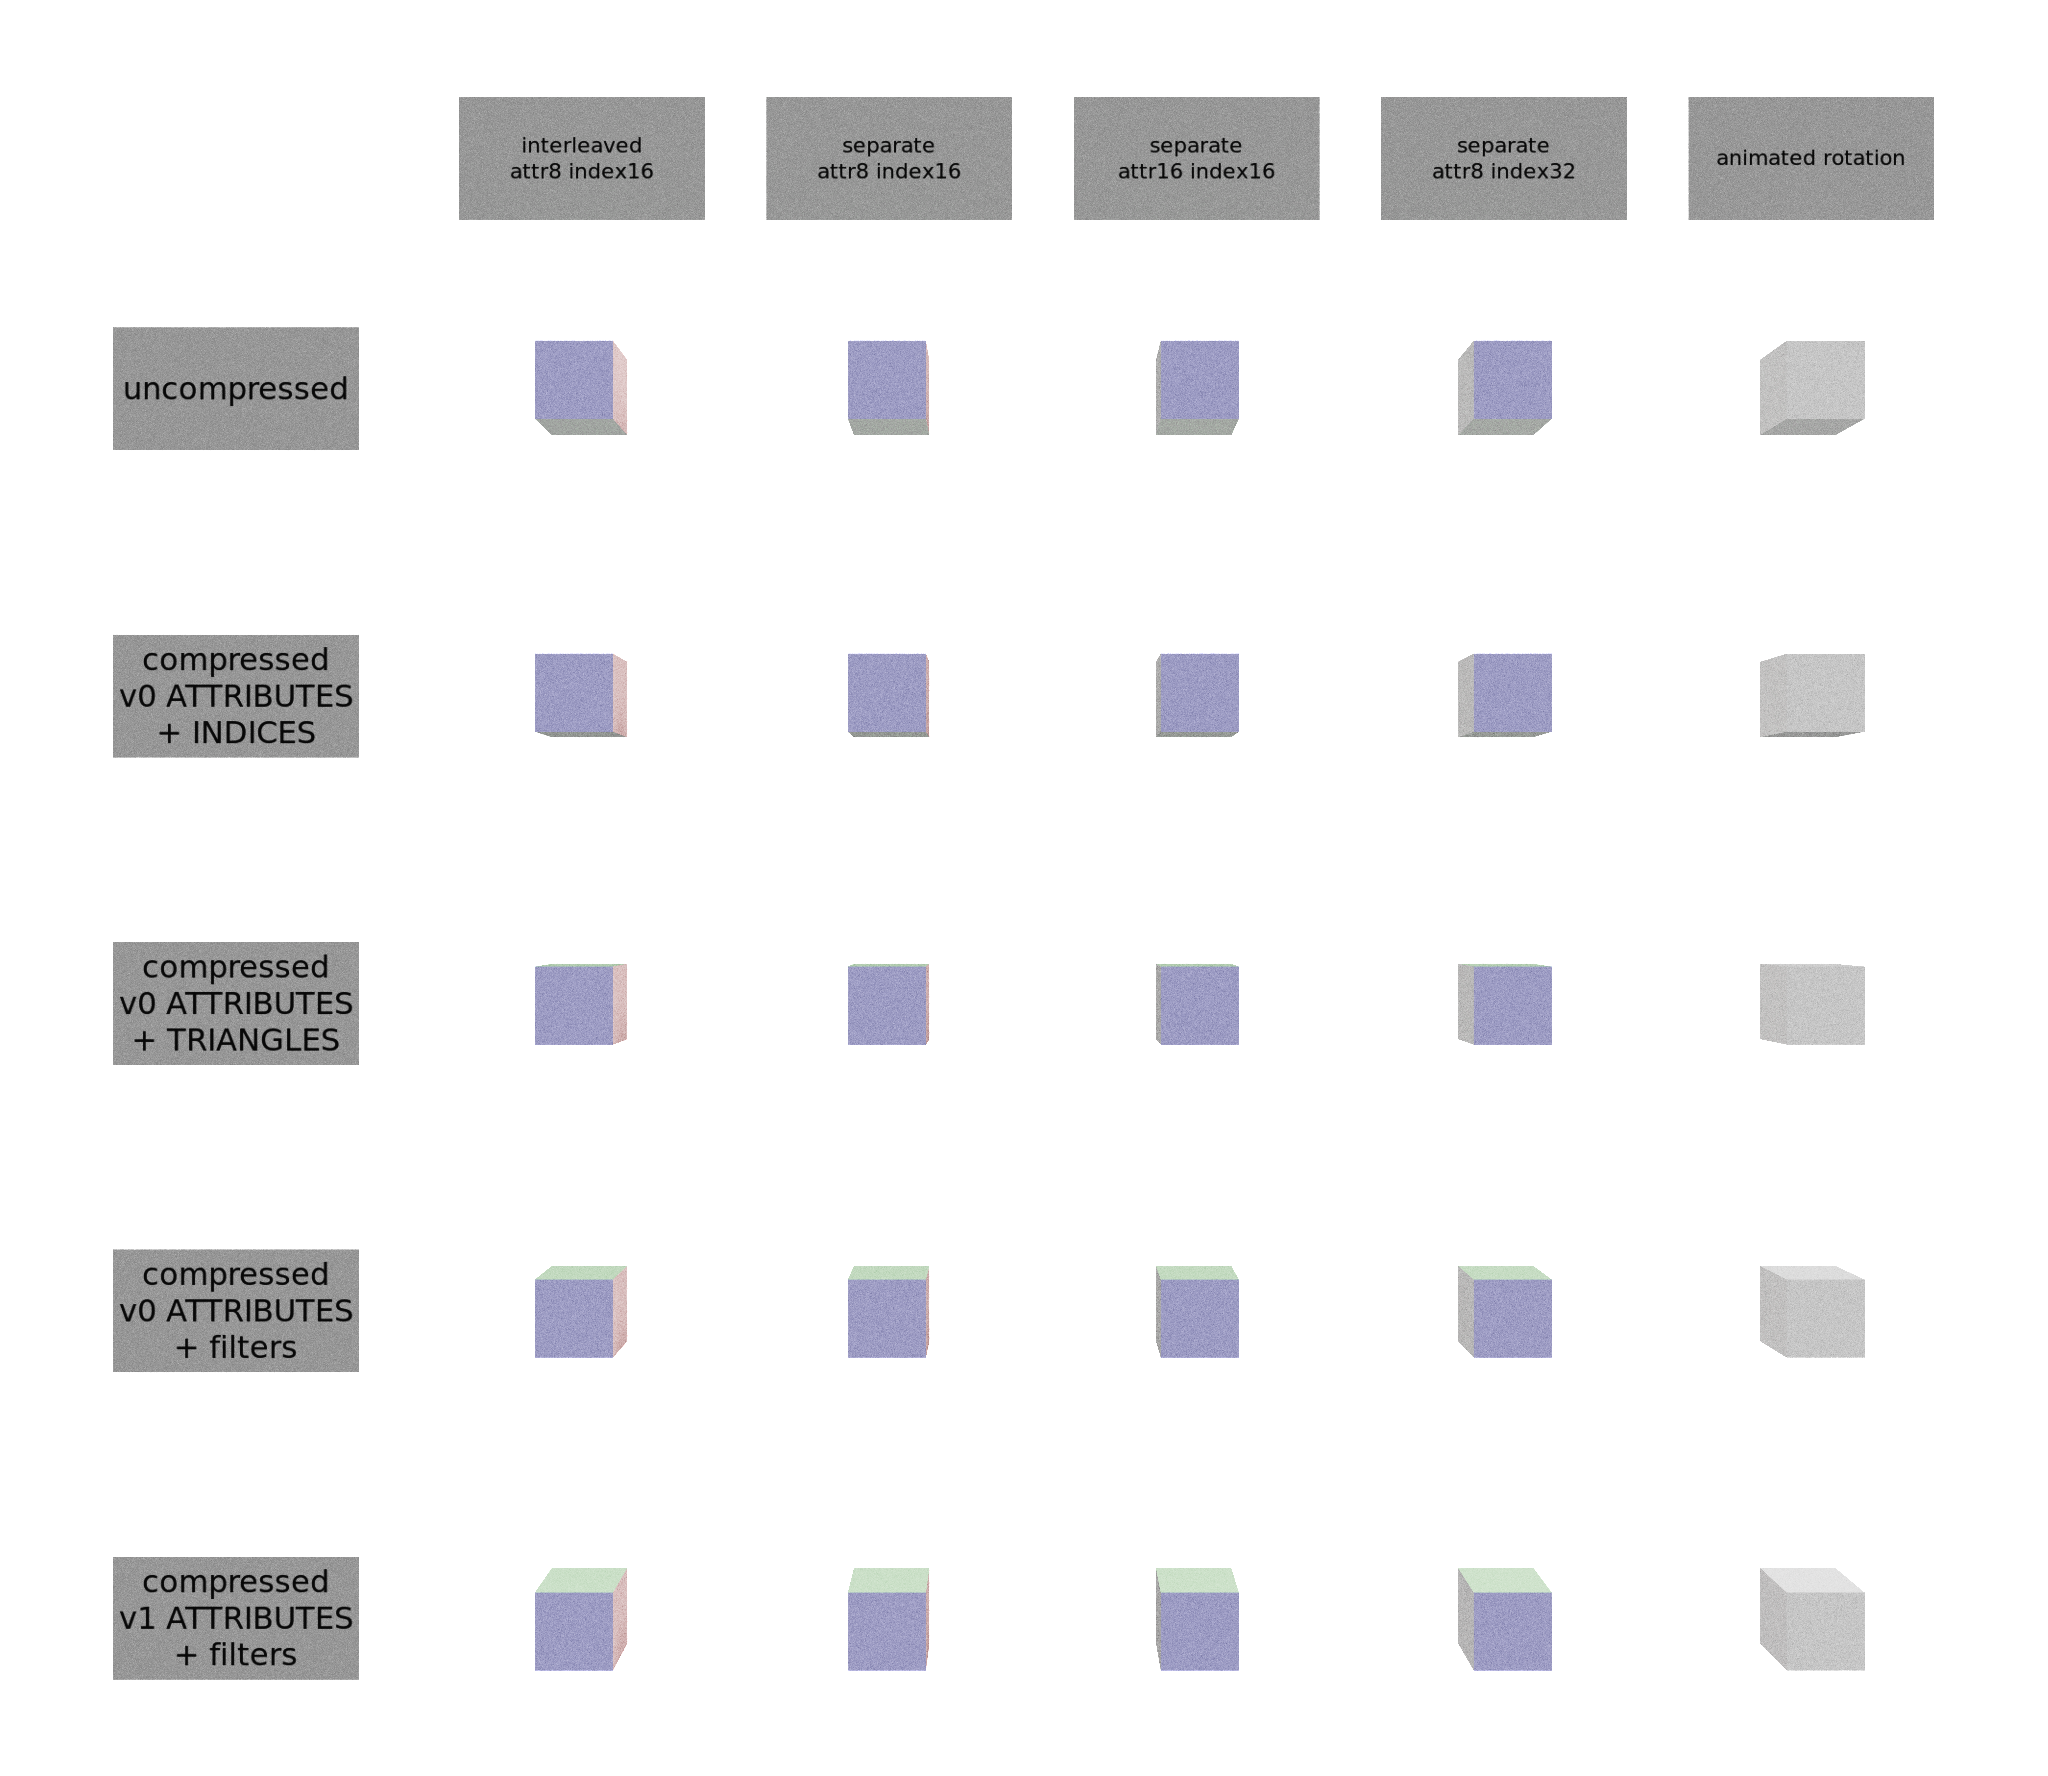 interleaved
attr8 index16
separate
attr8 index16
separate
attr16 index16
separate
attr8 index32
animated rotation
uncompressed
compressed
v0 ATTRIBUTES
+ INDICES
compressed
v0 ATTRIBUTES
+ TRIANGLES
compressed
v0 ATTRIBUTES
+ filters
compressed
v1 ATTRIBUTES
+ filters